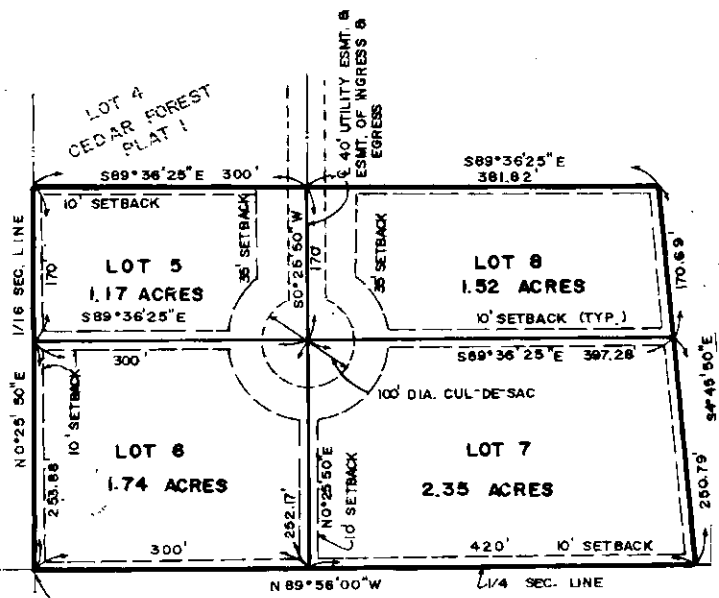 LOT 4
CEDAR FOREST
PLAT 1
℄ 40' UTILITY ESMT. &
ESMT. OF INGRESS &
EGRESS
S89°36'25"E 300'
S89°36'25"E
381.82'
10' SETBACK
35' SETBACK
S0°25'50"W
170'
35' SETBACK
1/16 SEC. LINE
170'
LOT 5
1.17 ACRES
LOT 8
1.52 ACRES
170.69'
S89°36'25"E
10' SETBACK (TYP.)
300'
S89°36'25"E 397.28'
S4°45'50"E
100' DIA. CUL-DE-SAC
N0°25'50"E
10' SETBACK
LOT 6
1.74 ACRES
LOT 7
2.35 ACRES
253.88
252.17'
N0°25'50"E
10' SETBACK
250.79'
300'
420'
10' SETBACK
N89°56'00"W
1/4 SEC. LINE